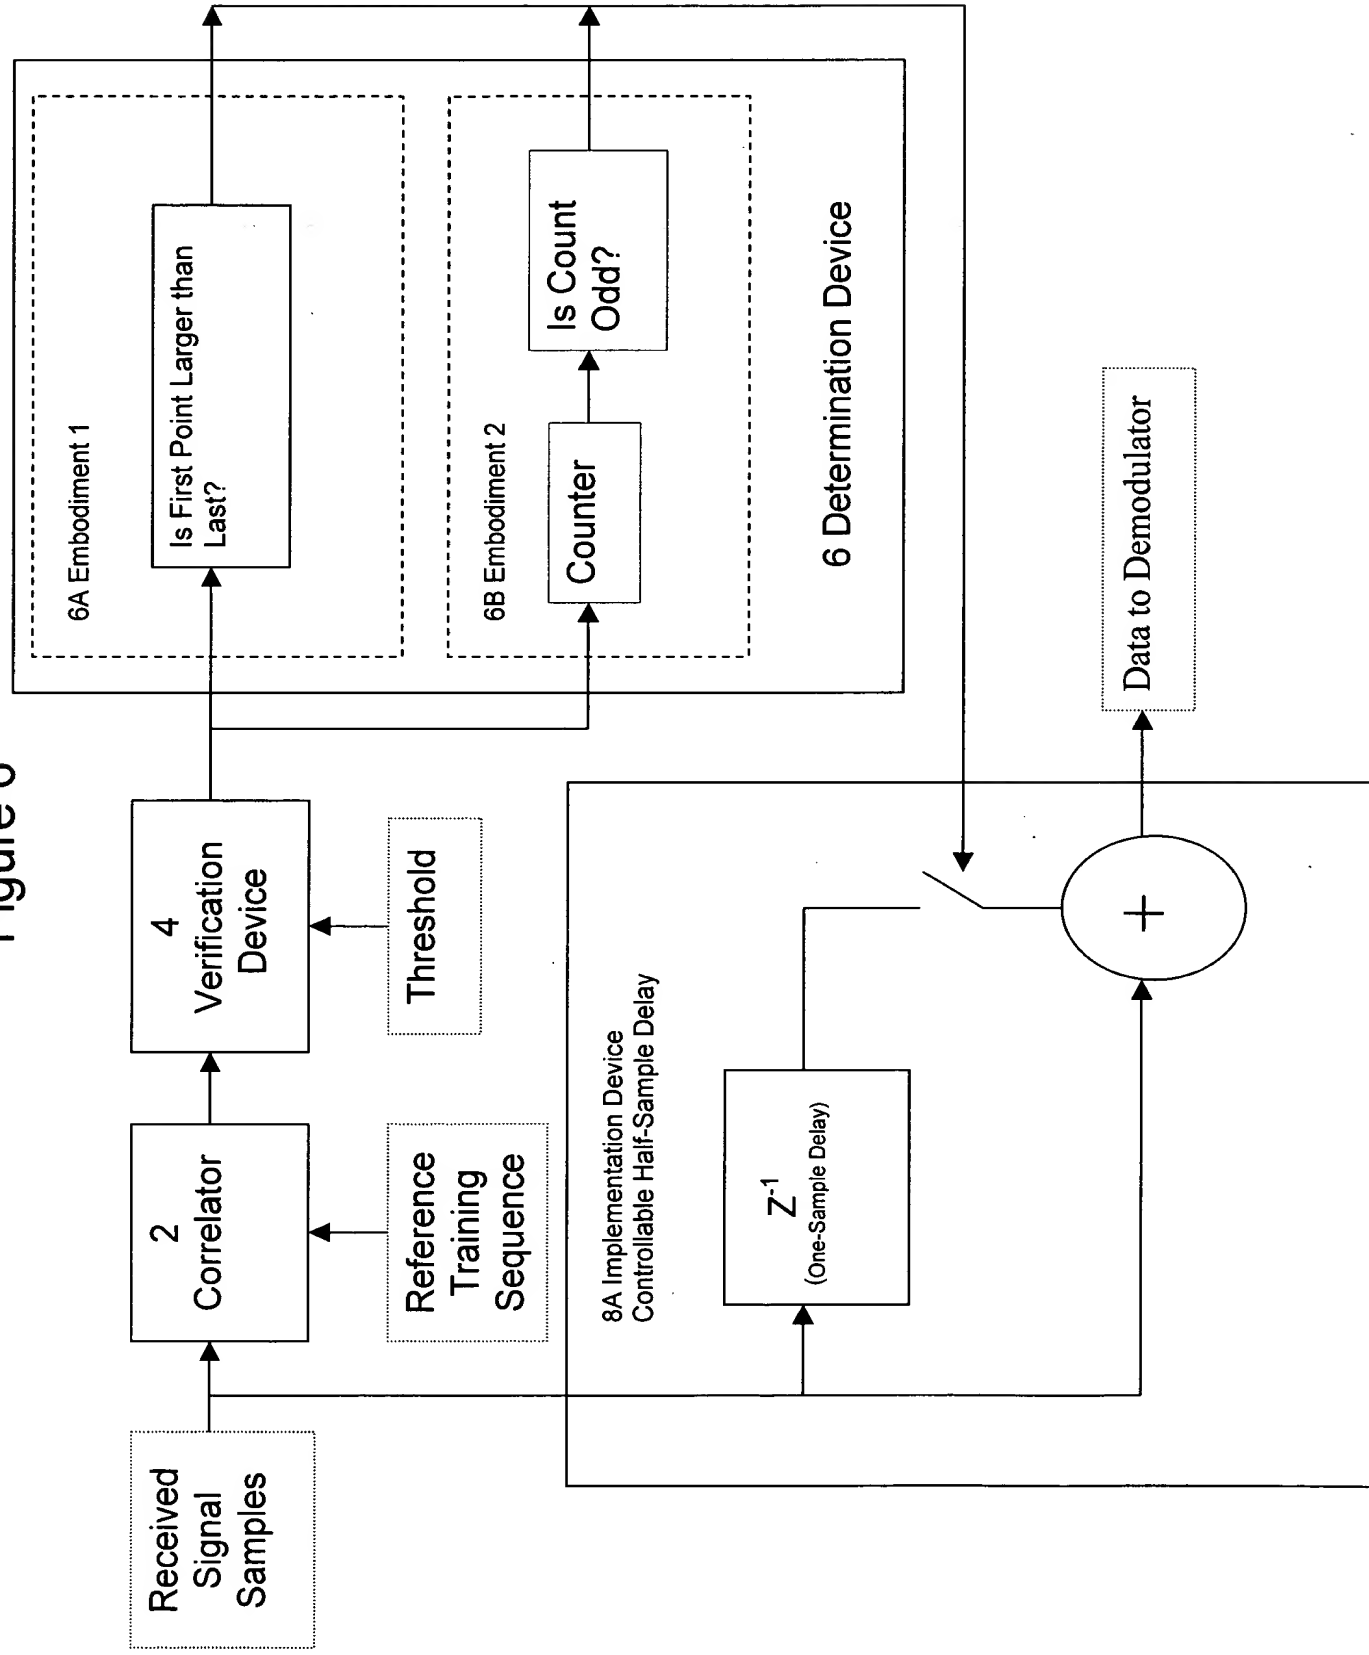 Figure
6A Embodiment 1
Is First Point Larger than
Last?
6B Embodiment 2
Counter
Is Count
Odd?
6 Determination Device
Received
Signal
Samples
2
Correlator
4
Verification
Device
Reference
Training
Sequence
Threshold
8A Implementation Device
Controllable Half-Sample Delay
Z⁻¹
(One-Sample Delay)
+
Data to Demodulator